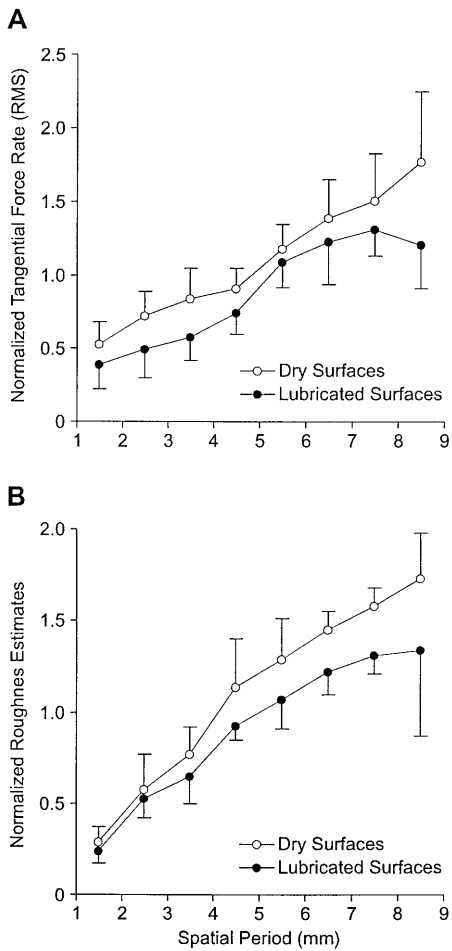 A
Normalized Tangential Force Rate (RMS)
2.5
2.0
1.5
1.0
0.5
0
Dry Surfaces
Lubricated Surfaces
1 2 3 4 5 6 7 8 9
B
Normalized Roughnes Estimates
2.0
1.5
1.0
0.5
0
Dry Surfaces
Lubricated Surfaces
1 2 3 4 5 6 7 8 9
Spatial Period (mm)